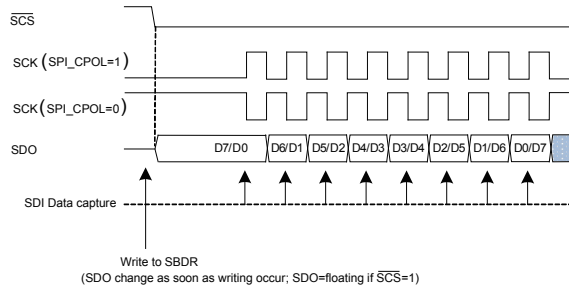 SCS
SCK (SPI_CPOL=1)
SCK (SPI_CPOL=0)
SDO D7/D0 D6/D1 D5/D2 D4/D3 D3/D4 D2/D5 D1/D6 D0/D7
SDI Data capture
Write to SBDR
(SDO change as soon as writing occur; SDO=floating if SCS=1)